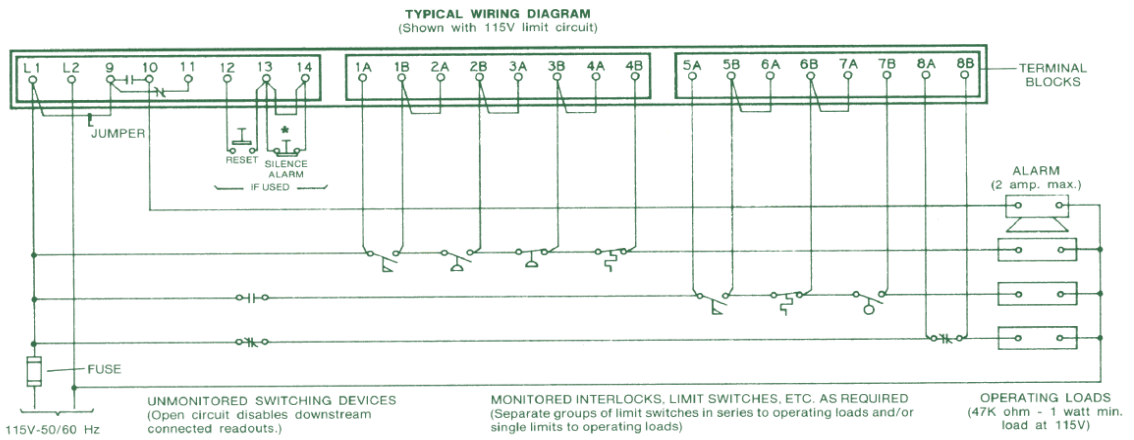 TYPICAL WIRING DIAGRAM
(Shown with 115V limit circuit)
L1 L2 9 10 11 12 13 14 1A 1B 2A 2B 3A 3B 4A 4B 5A 5B 6A 6B 7A 7B 8A 8B
TERMINAL
BLOCKS
JUMPER
*
RESET
SILENCE
ALARM
IF USED
ALARM
(2 amp. max.)
FUSE
115V-50/60 Hz
UNMONITORED SWITCHING DEVICES
(Open circuit disables downstream
connected readouts.)
MONITORED INTERLOCKS, LIMIT SWITCHES, ETC. AS REQUIRED
(Separate groups of limit switches in series to operating loads and/or
single limits to operating loads)
OPERATING LOADS
(47K ohm - 1 watt min.
load at 115V)